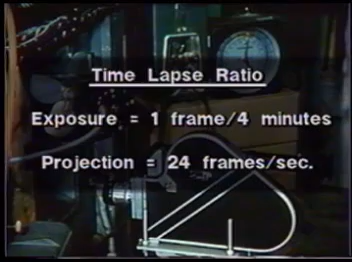 Time Lapse Ratio
Exposure = 1 frame/4 minutes
Projection = 24 frames/sec.